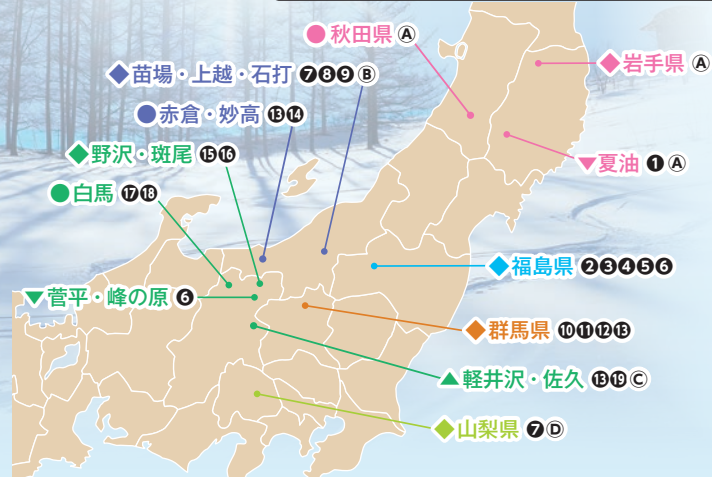 ●秋田県 Ⓐ
◆苗場・上越・石打 ❼❽❾Ⓑ
◆岩手県 Ⓐ
●赤倉・妙高 ⓭⓮
◆野沢・斑尾 ⓯⓰
▼夏油 ❶Ⓐ
●白馬 ⓱⓲
◆福島県 ❷❸❹❺❻
▼菅平・峰の原 ❻
◆群馬県 ❿⓫⓬⓭
▲軽井沢・佐久 ⓭⓳Ⓒ
◆山梨県 ❼Ⓓ